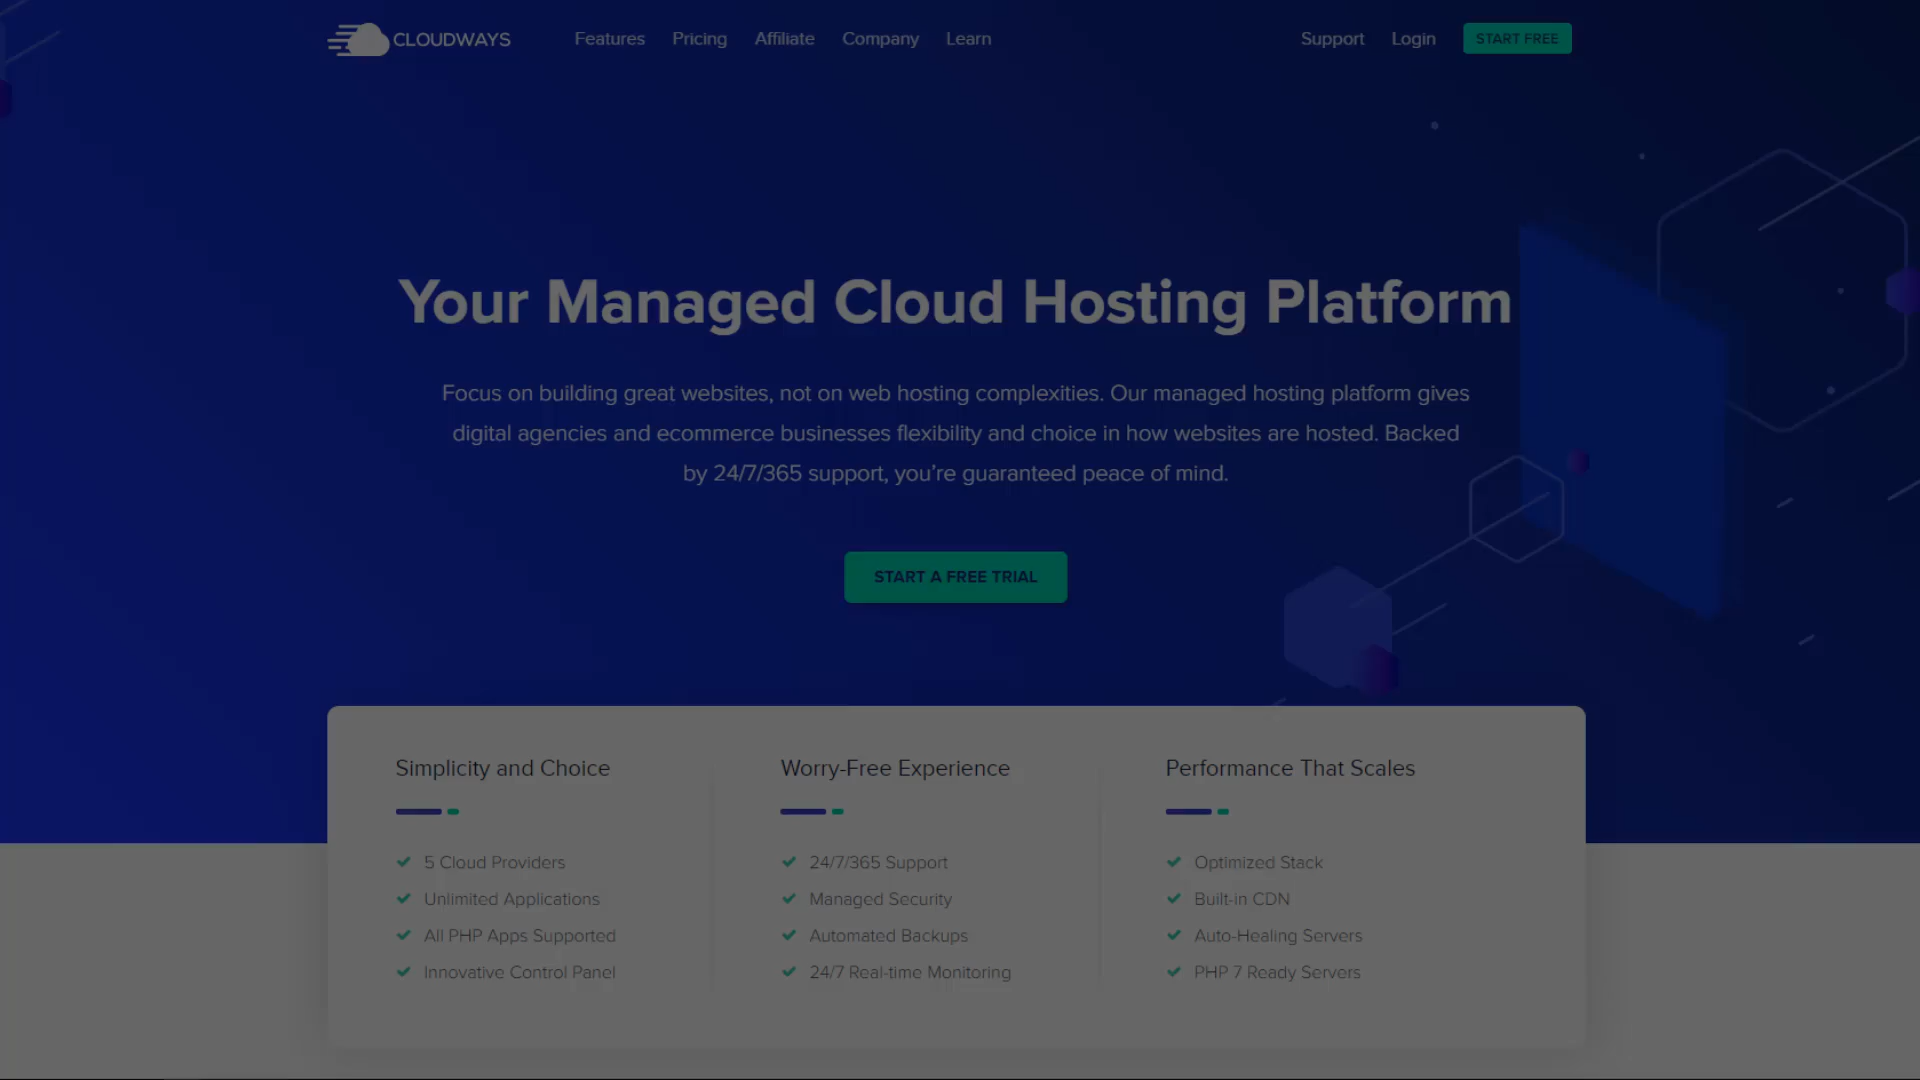 CLOUDWAYS
Features Pricing Affiliate Company Learn
Support Login START FREE
Your Managed Cloud Hosting Platform
Focus on building great websites, not on web hosting complexities. Our managed hosting platform gives
digital agencies and ecommerce businesses flexibility and choice in how websites are hosted. Backed
by 24/7/365 support, you’re guaranteed peace of mind.
START A FREE TRIAL
Simplicity and Choice
5 Cloud Providers
Unlimited Applications
All PHP Apps Supported
Innovative Control Panel
Worry-Free Experience
24/7/365 Support
Managed Security
Automated Backups
24/7 Real-time Monitoring
Performance That Scales
Optimized Stack
Built-in CDN
Auto-Healing Servers
PHP 7 Ready Servers